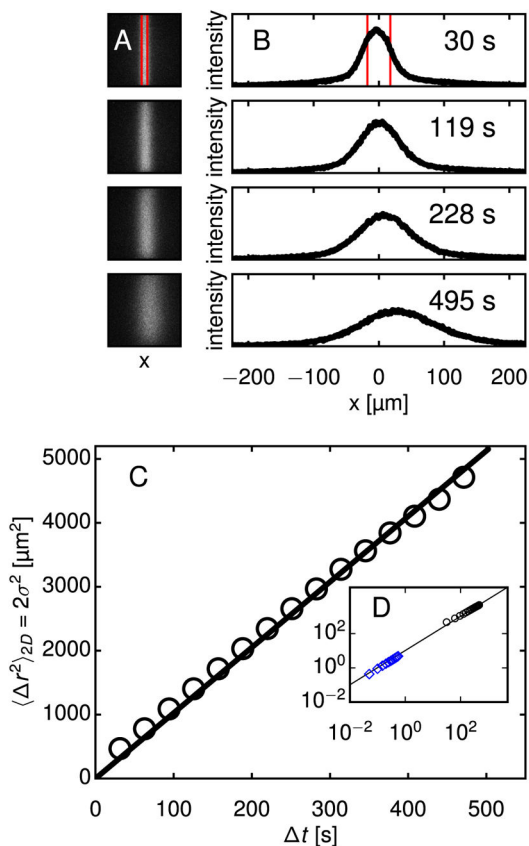 A
B
intensity
30 s
intensity
119 s
intensity
228 s
intensity
495 s
x
−200 −100 0 100 200
x [μm]
⟨Δr²⟩2D = 2σ² [μm²]
C
5000
4000
3000
2000
1000
0
D
10²
10⁰
10⁻²
10⁻² 10⁰ 10²
0 100 200 300 400 500
Δt [s]